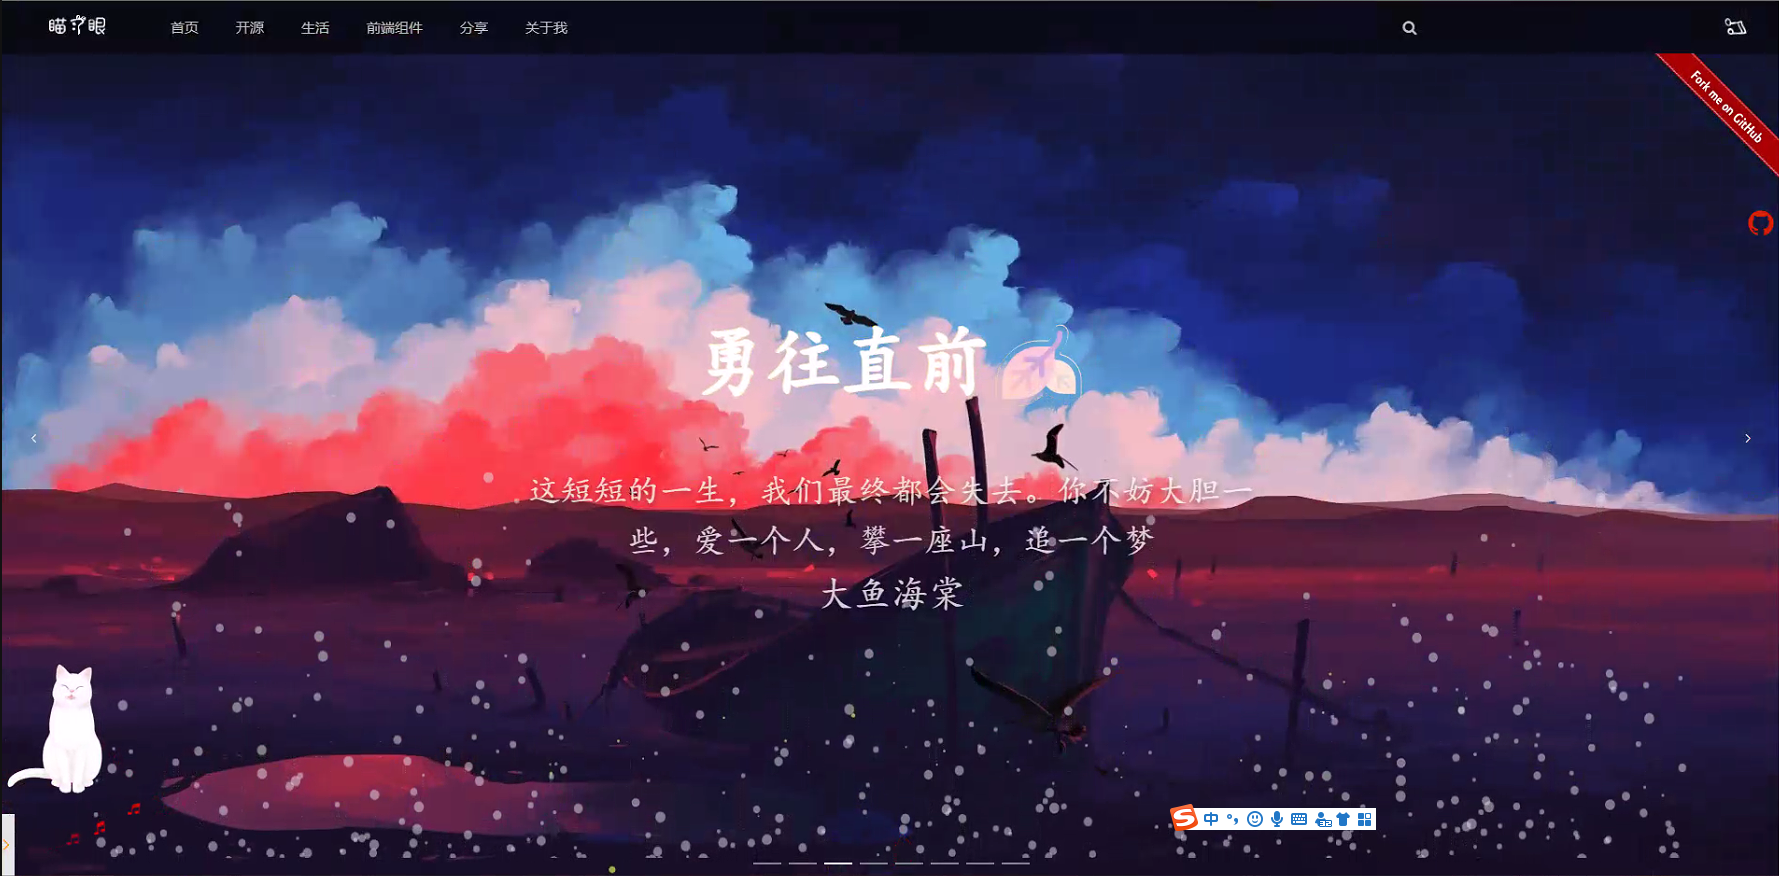 瞄眼
首页 开源 生活 前端组件 分享 关于我
Fork me on GitHub
勇往直前
这短短的一生，我们最终都会失去。你不妨大胆一
些，爱一个人，攀一座山，追一个梦
大鱼海棠
中